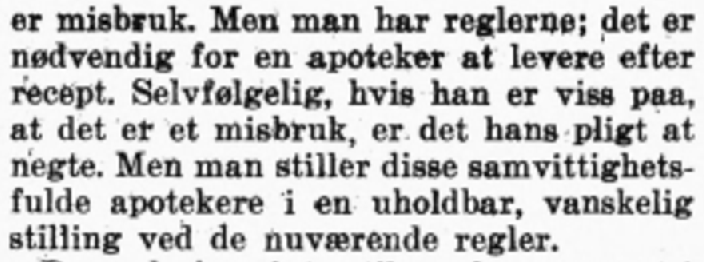 er misbruk. Men man har reglerne; det er
nødvendig for en apoteker at levere efter
recept. Selvfølgelig, hvis han er viss paa,
at det er et misbruk, er det hans pligt at
negte. Men man stiller disse samvittighets-
fulde apotekere i en uholdbar, vanskelig
stilling ved de nuværende regler.